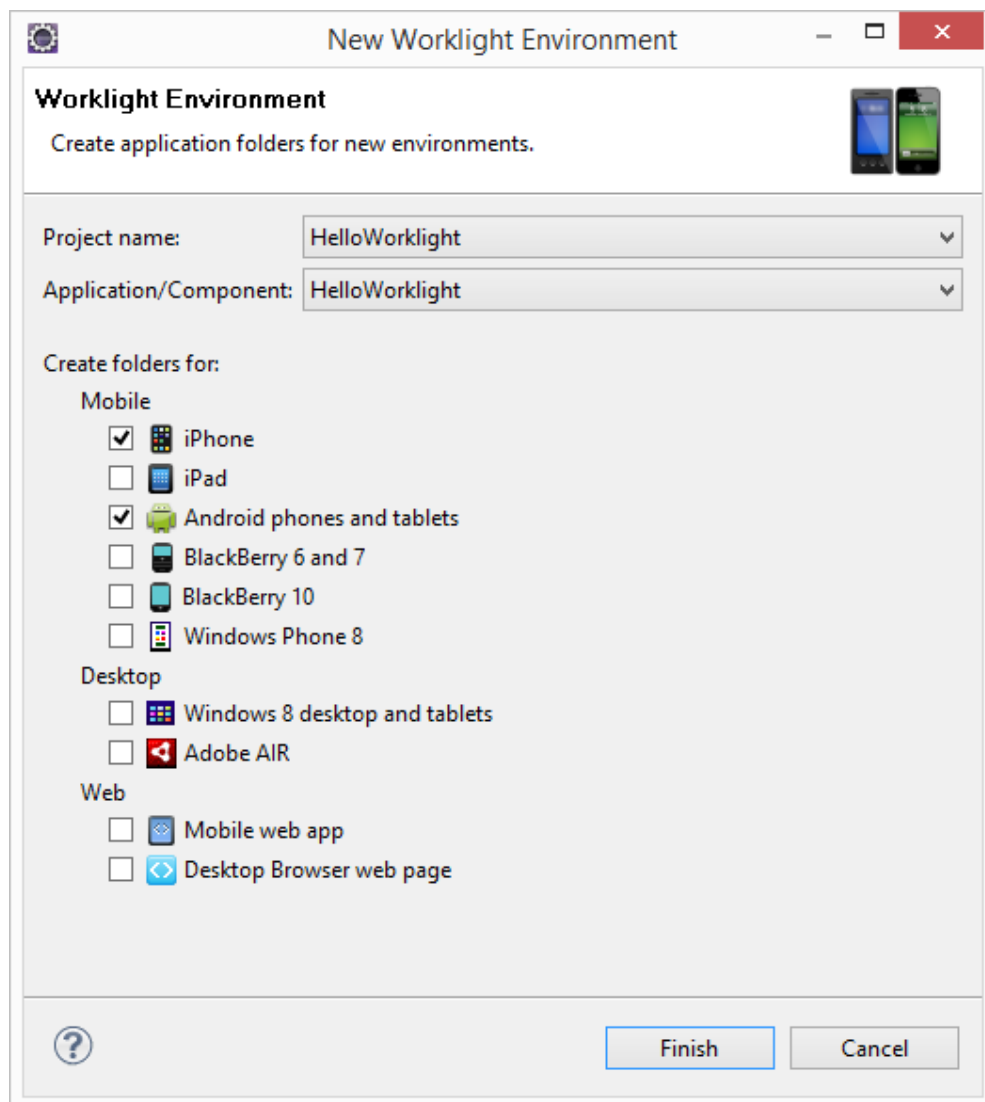 New Worklight Environment
Worklight Environment
Create application folders for new environments.
Project name: HelloWorklight
Application/Component: HelloWorklight
Create folders for:
Mobile
iPhone
iPad
Android phones and tablets
BlackBerry 6 and 7
BlackBerry 10
Windows Phone 8
Desktop
Windows 8 desktop and tablets
Adobe AIR
Web
Mobile web app
Desktop Browser web page
Finish Cancel